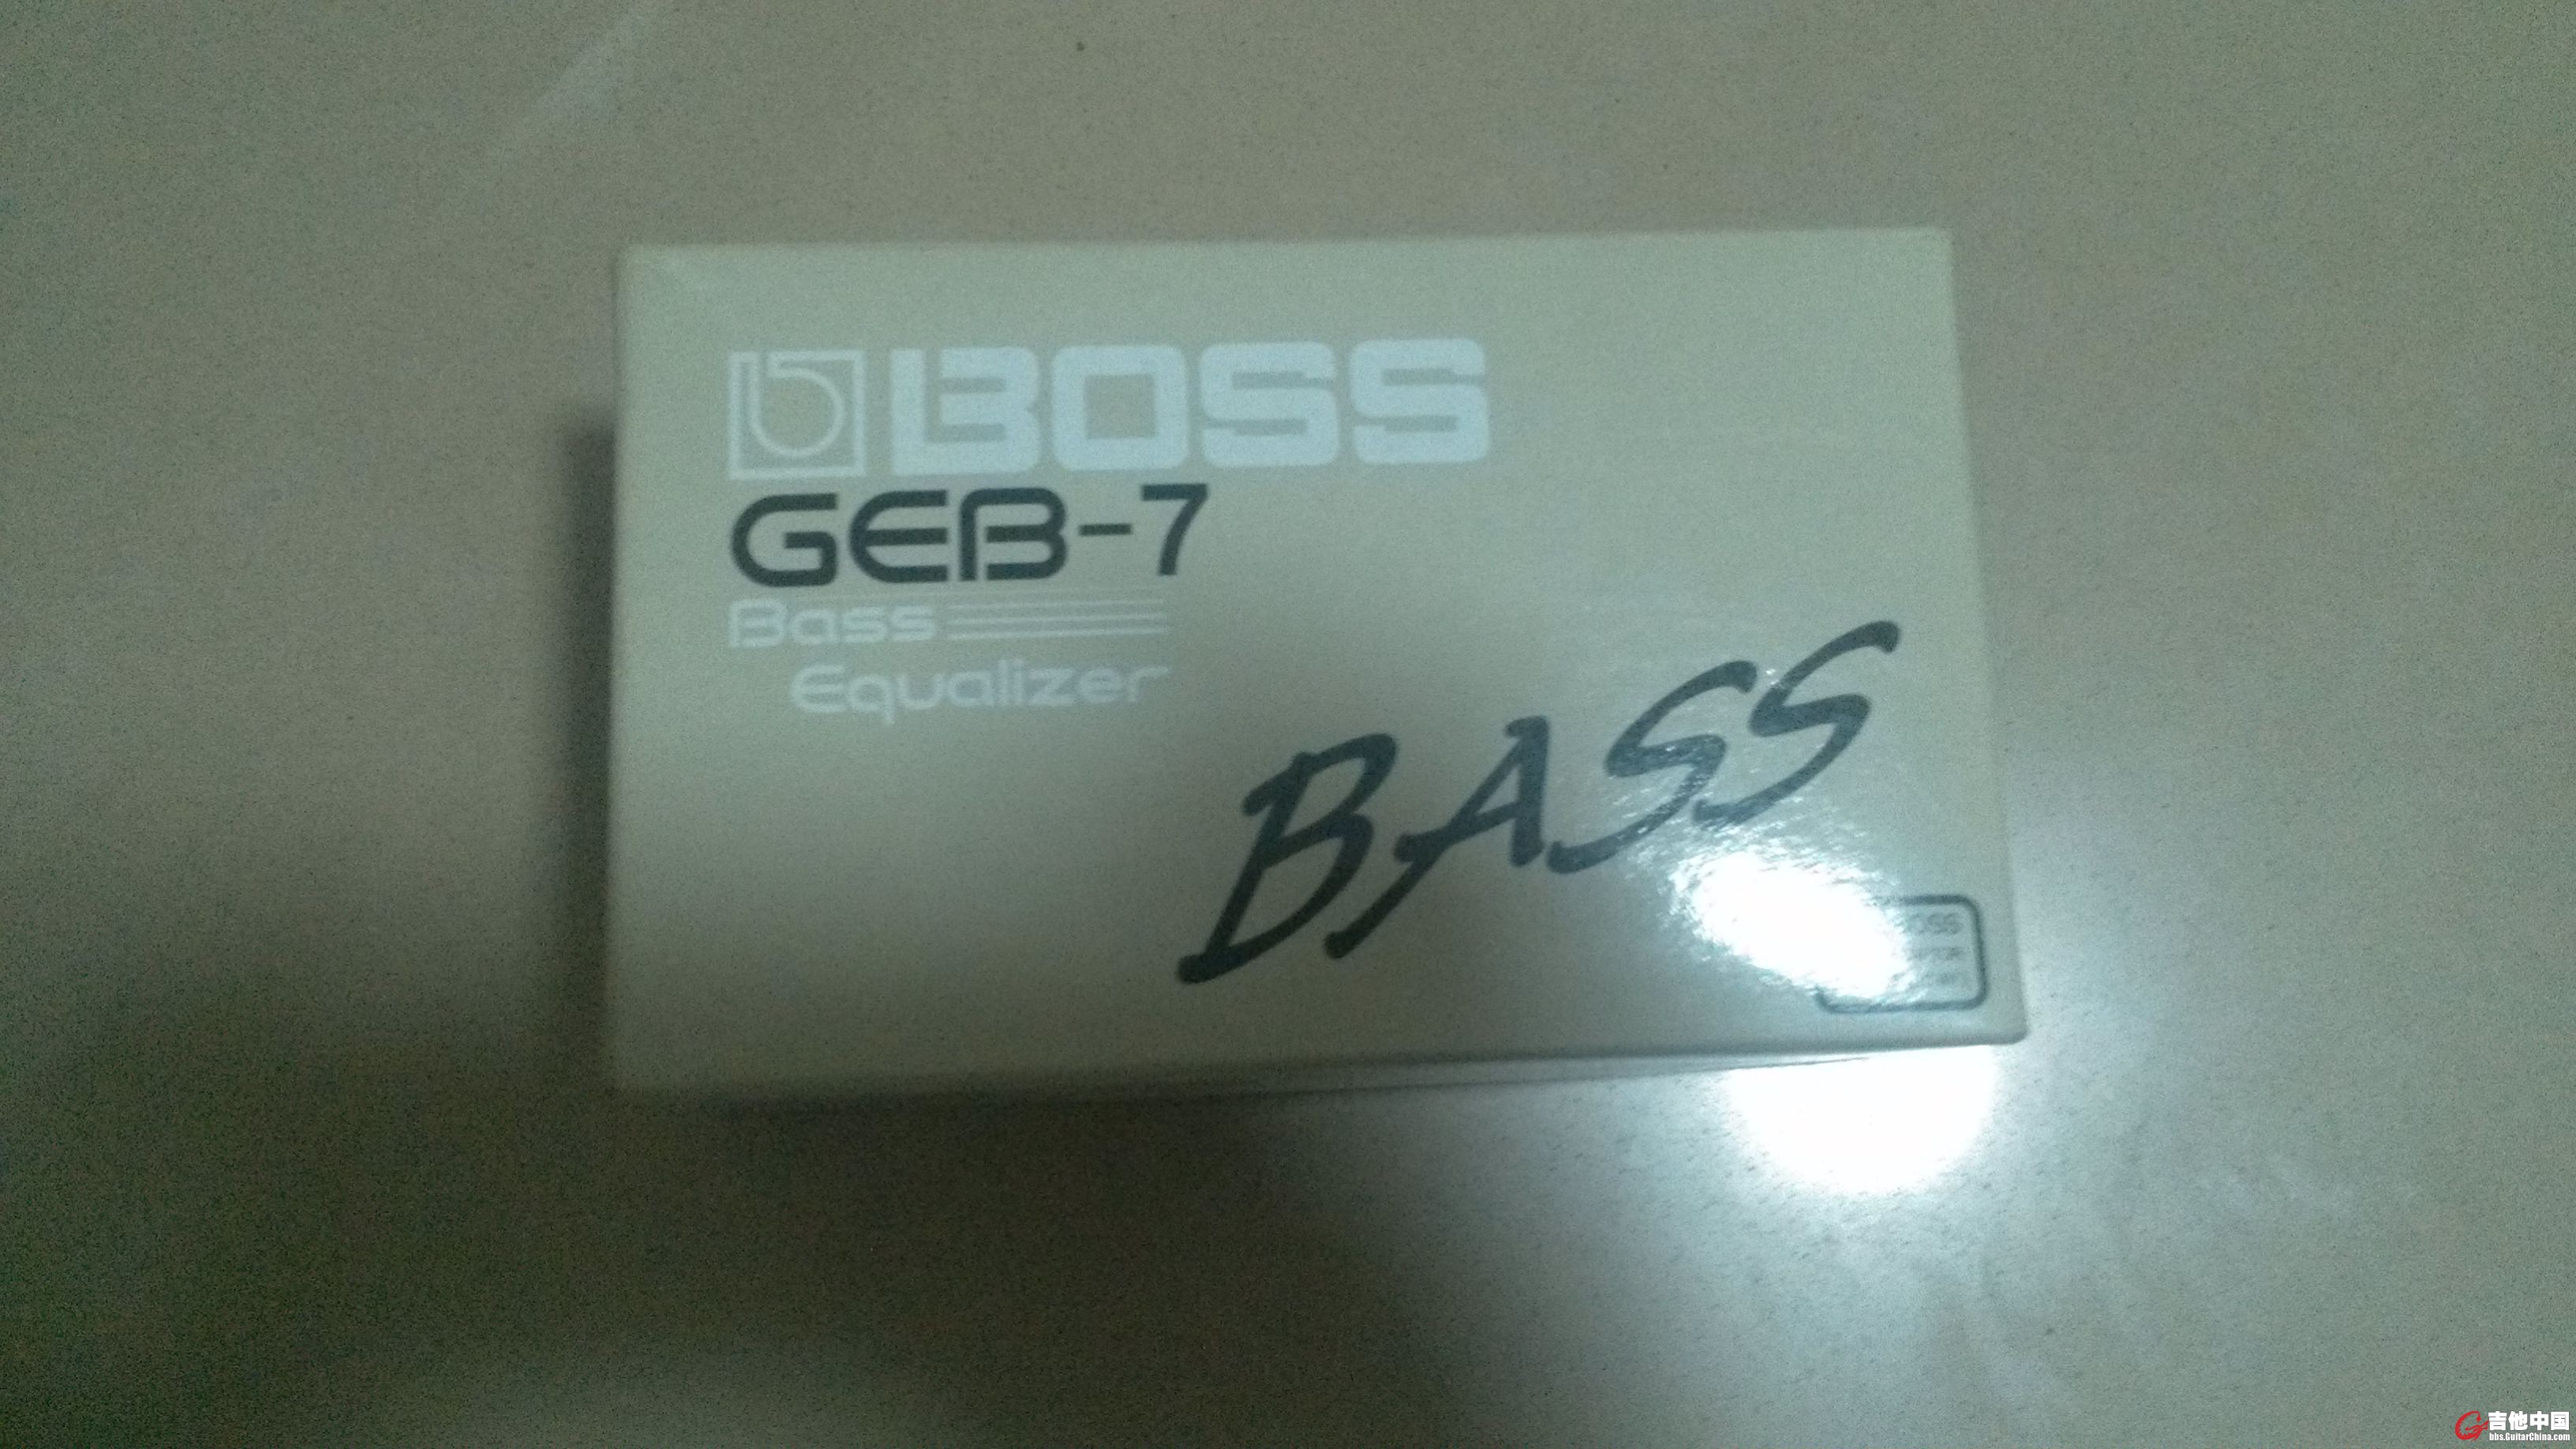 BOSS
GEB-7
Bass
Equalizer
BASS
吉他中国
bbs.GuitarChina.com